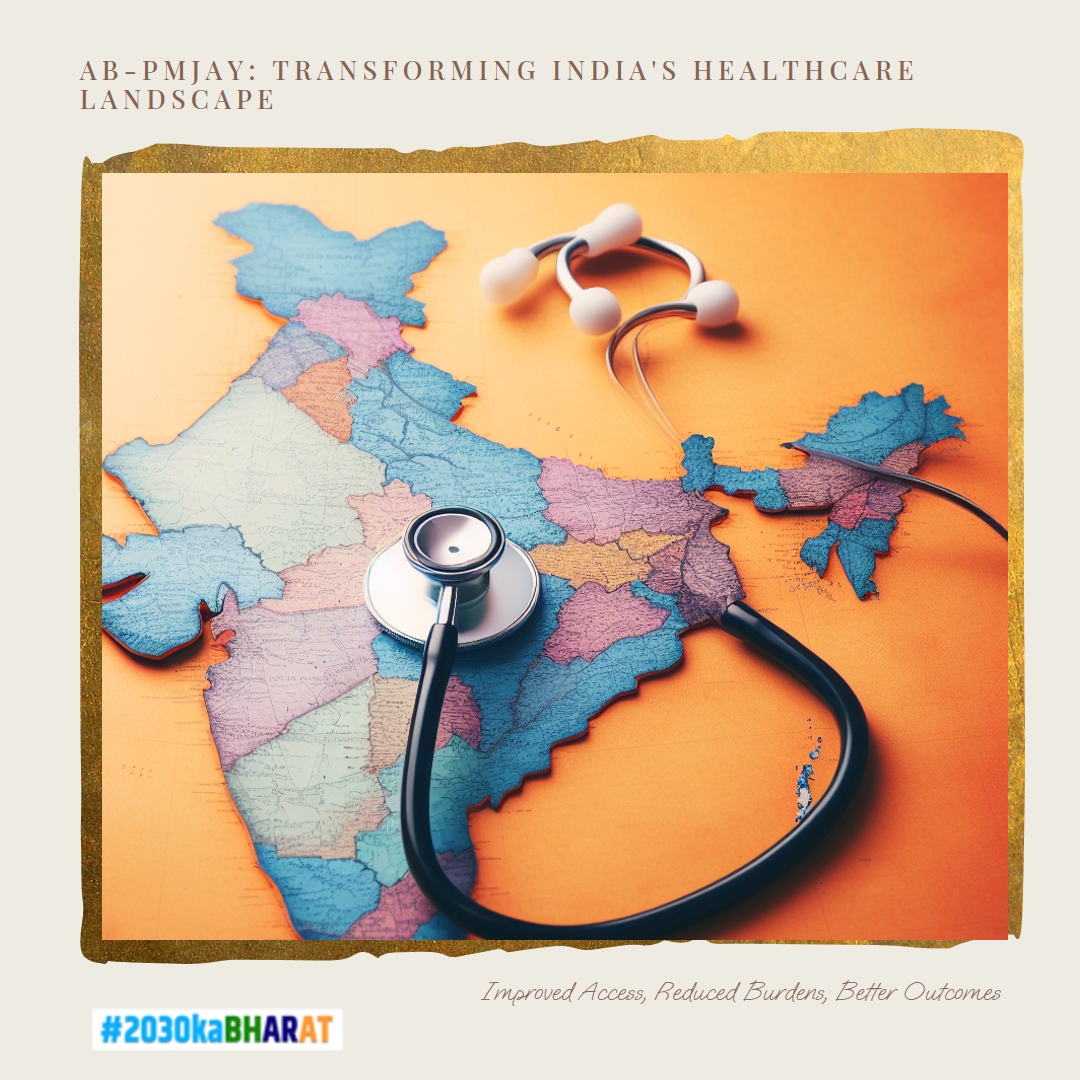 AB-PMJAY: TRANSFORMING INDIA'S HEALTHCARE
LANDSCAPE
Improved Access, Reduced Burdens, Better Outcomes
#2030kaBHARAT